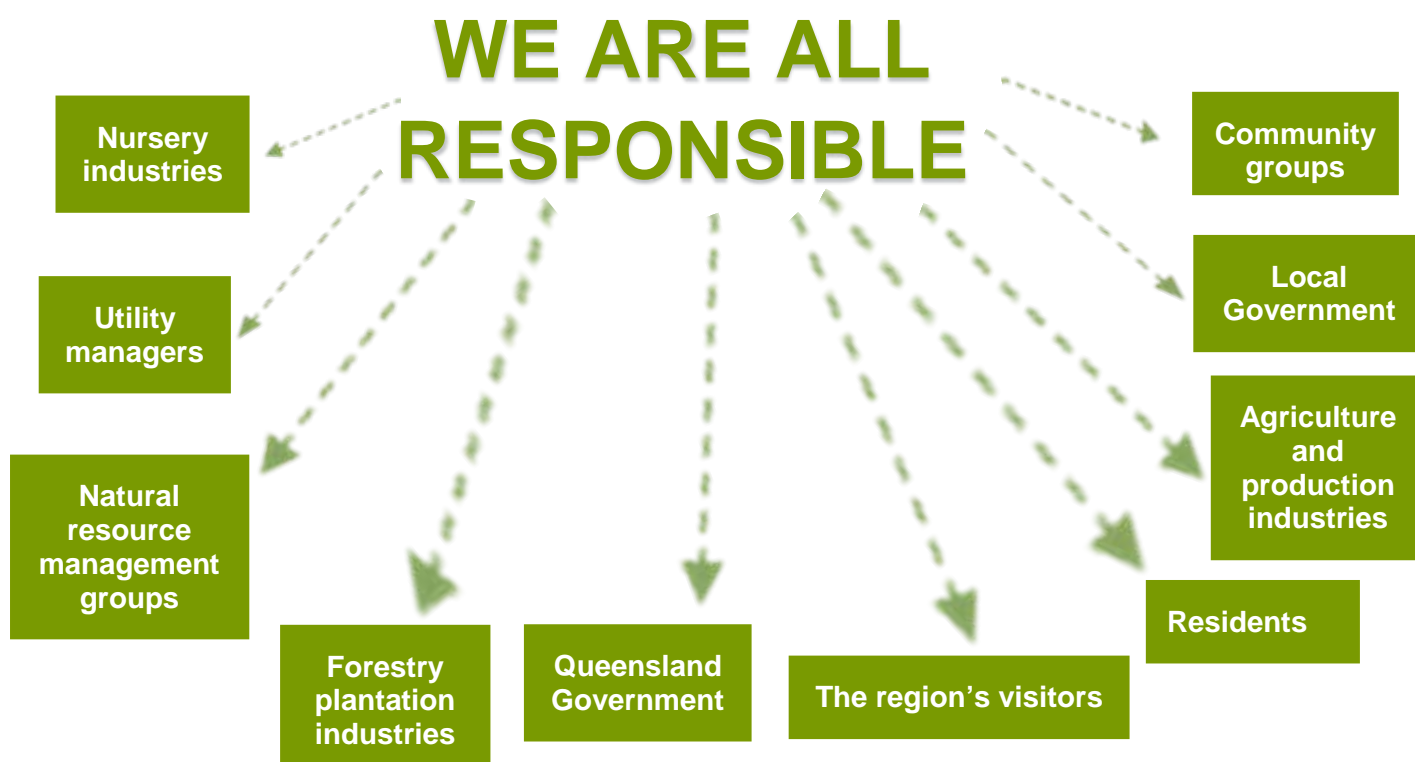 WE ARE ALL
RESPONSIBLE
Nursery
industries
Community
groups
Utility
managers
Local
Government
Natural
resource
management
groups
Agriculture
and
production
industries
Forestry
plantation
industries
Queensland
Government
The region’s visitors
Residents